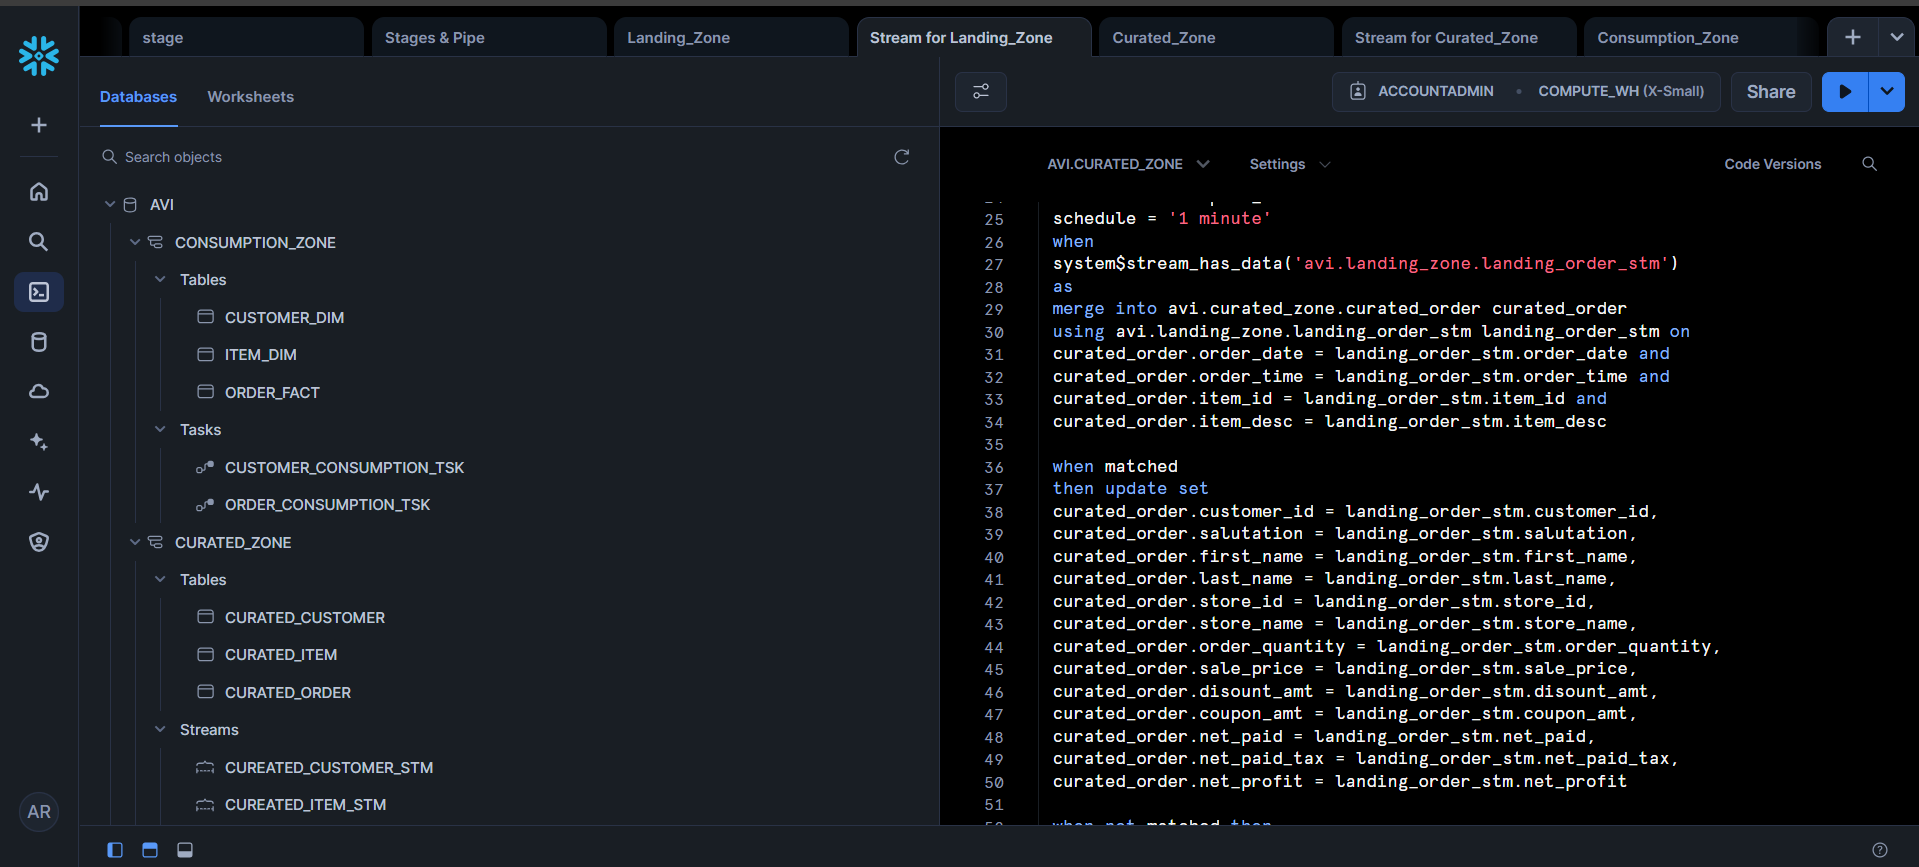 stage
Stages & Pipe
Landing_Zone
Stream for Landing_Zone
Curated_Zone
Stream for Curated_Zone
Consumption_Zone
Databases
Worksheets
ACCOUNTADMIN
COMPUTE_WH (X-Small)
Share
Search objects
AVI
CONSUMPTION_ZONE
Tables
CUSTOMER_DIM
ITEM_DIM
ORDER_FACT
Tasks
CUSTOMER_CONSUMPTION_TSK
ORDER_CONSUMPTION_TSK
CURATED_ZONE
Tables
CURATED_CUSTOMER
CURATED_ITEM
CURATED_ORDER
Streams
CUREATED_CUSTOMER_STM
CUREATED_ITEM_STM
AR
AVI.CURATED_ZONE
Settings
Code Versions
25 schedule = '1 minute'
26 when
27 system$stream_has_data('avi.landing_zone.landing_order_stm')
28 as
29 merge into avi.curated_zone.curated_order curated_order
30 using avi.landing_zone.landing_order_stm landing_order_stm on
31 curated_order.order_date = landing_order_stm.order_date and
32 curated_order.order_time = landing_order_stm.order_time and
33 curated_order.item_id = landing_order_stm.item_id and
34 curated_order.item_desc = landing_order_stm.item_desc
35
36 when matched
37 then update set
38 curated_order.customer_id = landing_order_stm.customer_id,
39 curated_order.salutation = landing_order_stm.salutation,
40 curated_order.first_name = landing_order_stm.first_name,
41 curated_order.last_name = landing_order_stm.last_name,
42 curated_order.store_id = landing_order_stm.store_id,
43 curated_order.store_name = landing_order_stm.store_name,
44 curated_order.order_quantity = landing_order_stm.order_quantity,
45 curated_order.sale_price = landing_order_stm.sale_price,
46 curated_order.disount_amt = landing_order_stm.disount_amt,
47 curated_order.coupon_amt = landing_order_stm.coupon_amt,
48 curated_order.net_paid = landing_order_stm.net_paid,
49 curated_order.net_paid_tax = landing_order_stm.net_paid_tax,
50 curated_order.net_profit = landing_order_stm.net_profit
51
when not matched then